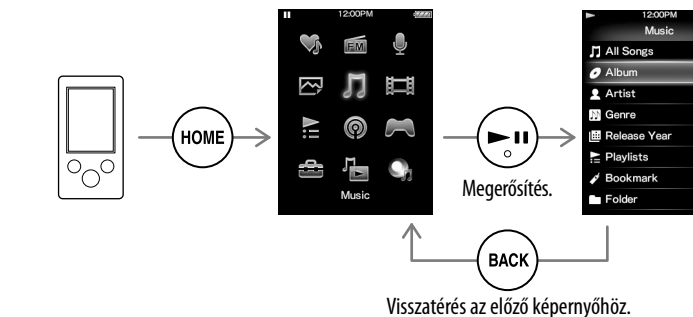 12:00PM
FM
Music
HOME
Megerősítés.
12:00PM
Music
All Songs
Album
Artist
Genre
Release Year
Playlists
Bookmark
Folder
BACK
Visszatérés az előző képernyőhöz.